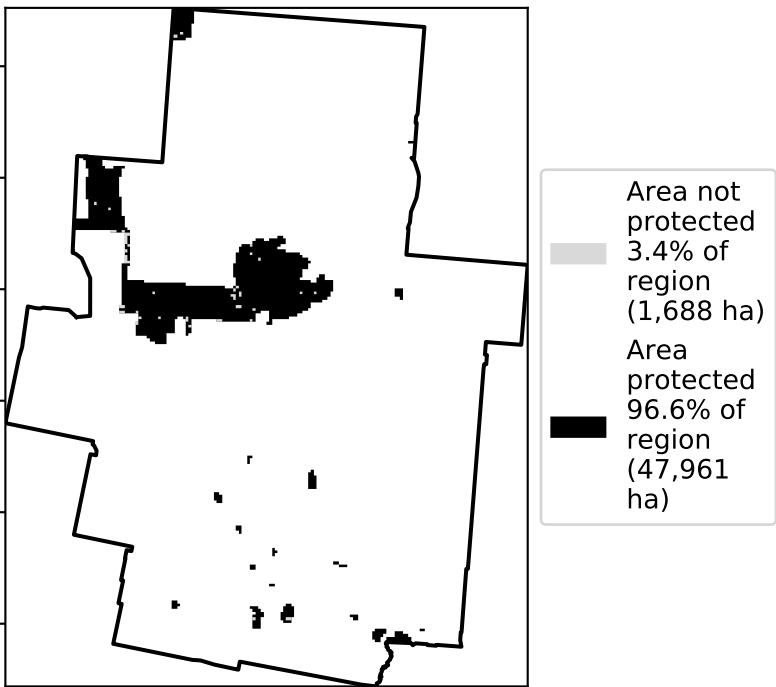 Area not
protected
3.4% of
region
(1,688 ha)
Area
protected
96.6% of
region
(47,961
ha)